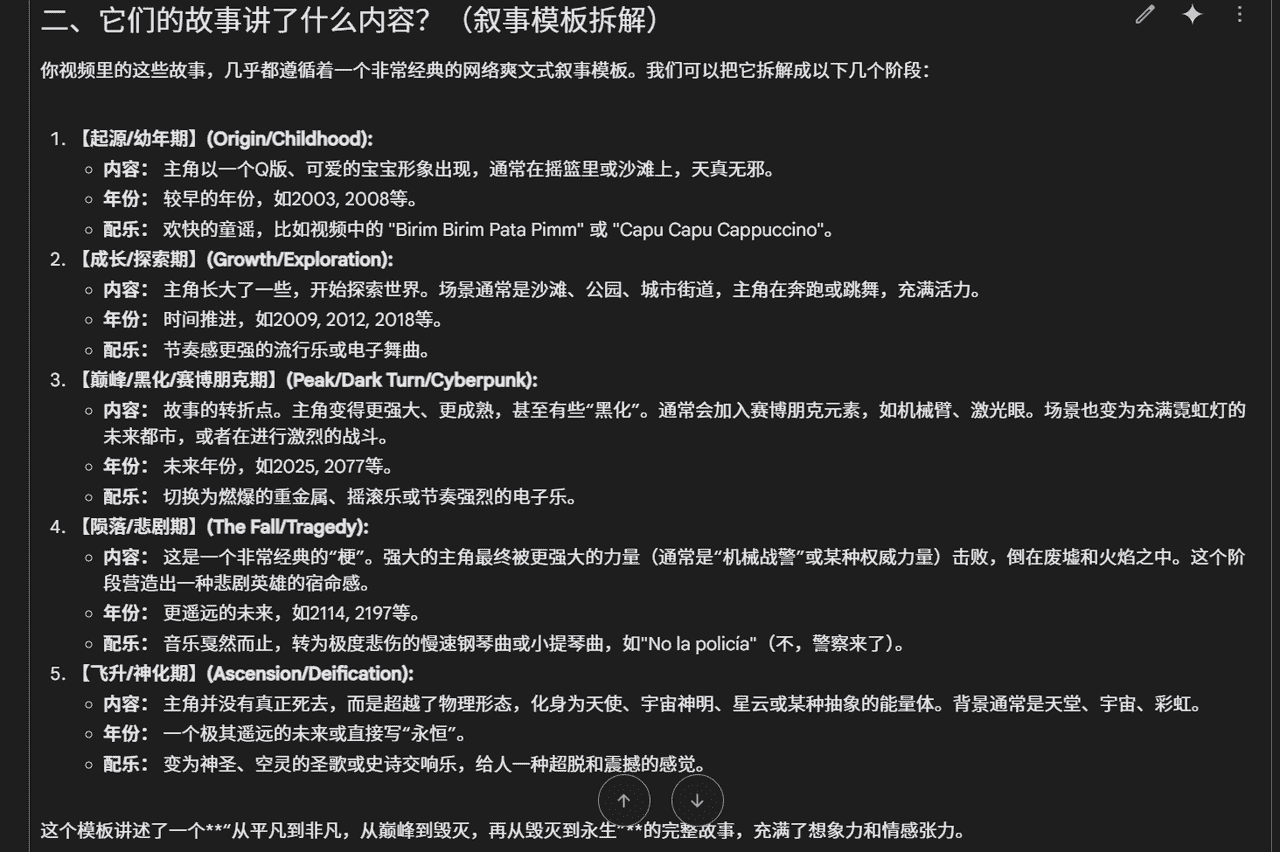 二、它们的故事讲了什么内容？（叙事模板拆解）
你视频里的这些故事，几乎都遵循着一个非常经典的网络爽文式叙事模板。我们可以把它拆解成以下几个阶段：
1. 【起源/幼年期】(Origin/Childhood):
○ 内容： 主角以一个Q版、可爱的宝宝形象出现，通常在摇篮里或沙滩上，天真无邪。
○ 年份： 较早的年份，如2003, 2008等。
○ 配乐： 欢快的童谣，比如视频中的 "Birim Birim Pata Pimm" 或 "Capu Capu Cappuccino"。
2. 【成长/探索期】(Growth/Exploration):
○ 内容： 主角长大了一些，开始探索世界。场景通常是沙滩、公园、城市街道，主角在奔跑或跳舞，充满活力。
○ 年份： 时间推进，如2009, 2012, 2018等。
○ 配乐： 节奏感更强的流行乐或电子舞曲。
3. 【巅峰/黑化/赛博朋克期】(Peak/Dark Turn/Cyberpunk):
○ 内容： 故事的转折点。主角变得更强大、更成熟，甚至有些“黑化”。通常会加入赛博朋克元素，如机械臂、激光眼。场景也变为充满霓虹灯的
未来都市，或者在进行激烈的战斗。
○ 年份： 未来年份，如2025, 2077等。
○ 配乐： 切换为燃爆的重金属、摇滚乐或节奏强烈的电子乐。
4. 【陨落/悲剧期】(The Fall/Tragedy):
○ 内容： 这是一个非常经典的“梗”。强大的主角最终被更强大的力量（通常是“机械战警”或某种权威力量）击败，倒在废墟和火焰之中。这个阶
段营造出一种悲剧英雄的宿命感。
○ 年份： 更遥远的未来，如2114, 2197等。
○ 配乐： 音乐戛然而止，转为极度悲伤的慢速钢琴曲或小提琴曲，如"No la policía"（不，警察来了）。
5. 【飞升/神化期】(Ascension/Deification):
○ 内容： 主角并没有真正死去，而是超越了物理形态，化身为天使、宇宙神明、星云或某种抽象的能量体。背景通常是天堂、宇宙、彩虹。
○ 年份： 一个极其遥远的未来或直接写“永恒”。
○ 配乐： 变为神圣、空灵的圣歌或史诗交响乐，给人一种超脱和震撼的感觉。
这个模板讲述了一个**“从平凡到非凡，从巅峰到毁灭，再从毁灭到永生”**的完整故事，充满了想象力和情感张力。